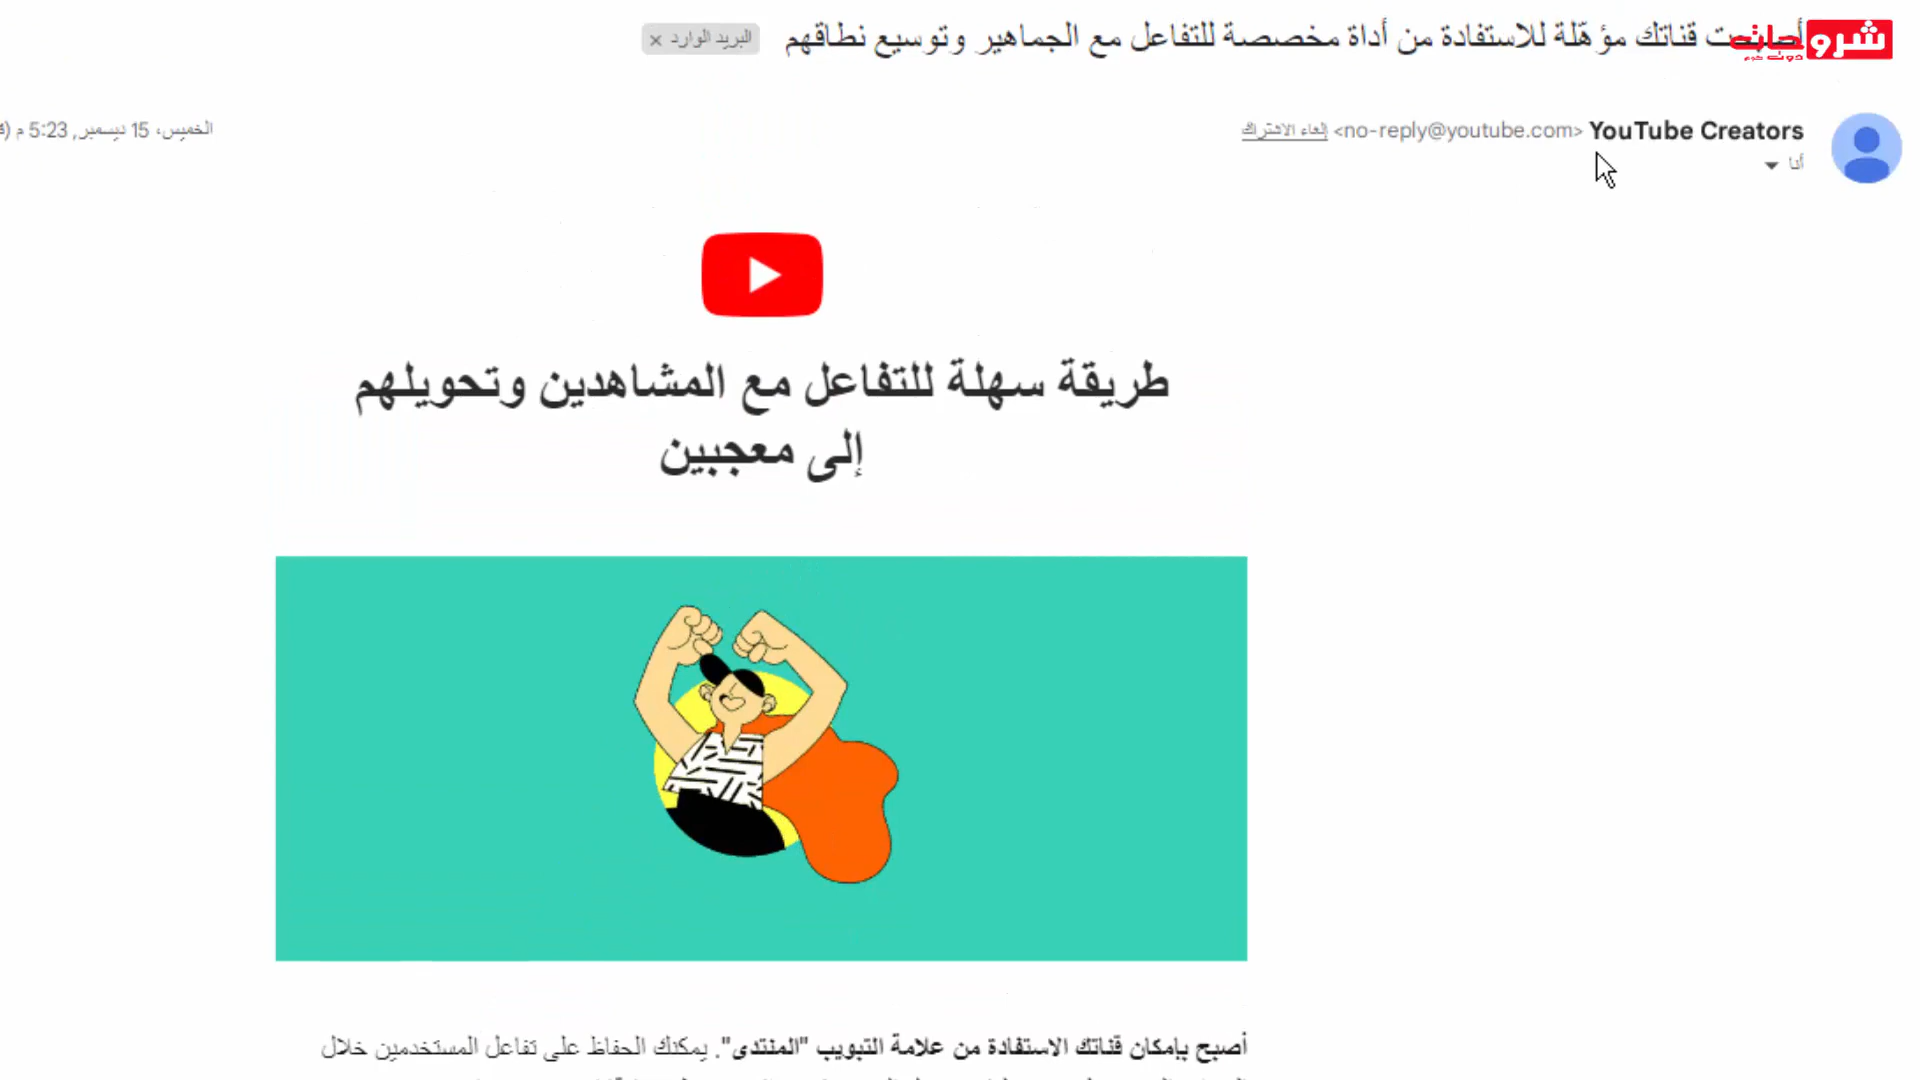 أصبحت قناتك مؤهّلة للاستفادة من أداة مخصصة للتفاعل مع الجماهير وتوسيع نطاقهم
البريد الوارد ×
شروحات
دوت كوم
YouTube Creators <no-reply@youtube.com> إلغاء الاشتراك
الخميس، 15 ديسمبر, 5:23 م
أنا
طريقة سهلة للتفاعل مع المشاهدين وتحويلهم
إلى معجبين
أصبح بإمكان قناتك الاستفادة من علامة التبويب "المنتدى". يمكنك الحفاظ على تفاعل المستخدمين خلال